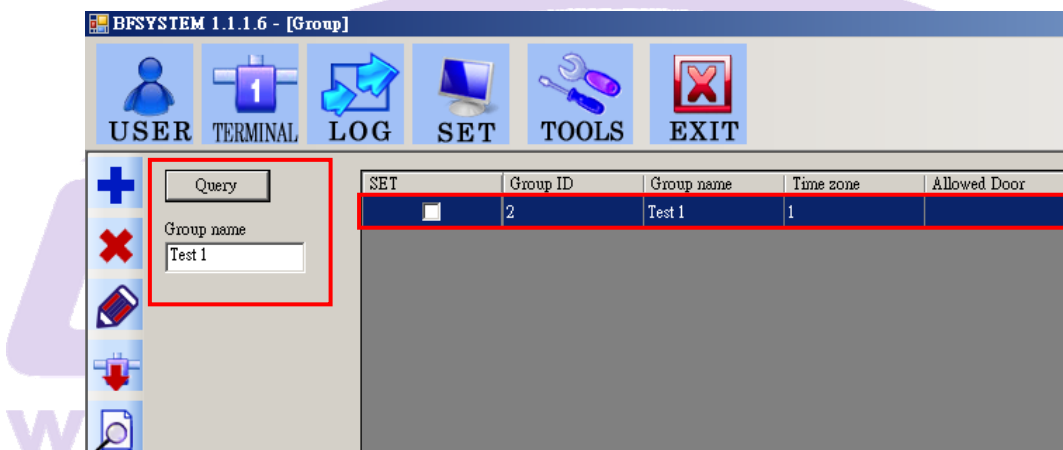 BFSYSTEM 1.1.1.6 - [Group]
USER TERMINAL 1 LOG SET TOOLS EXIT
Query
Group name
Test 1
SET Group ID Group name Time zone Allowed Door
2 Test 1 1